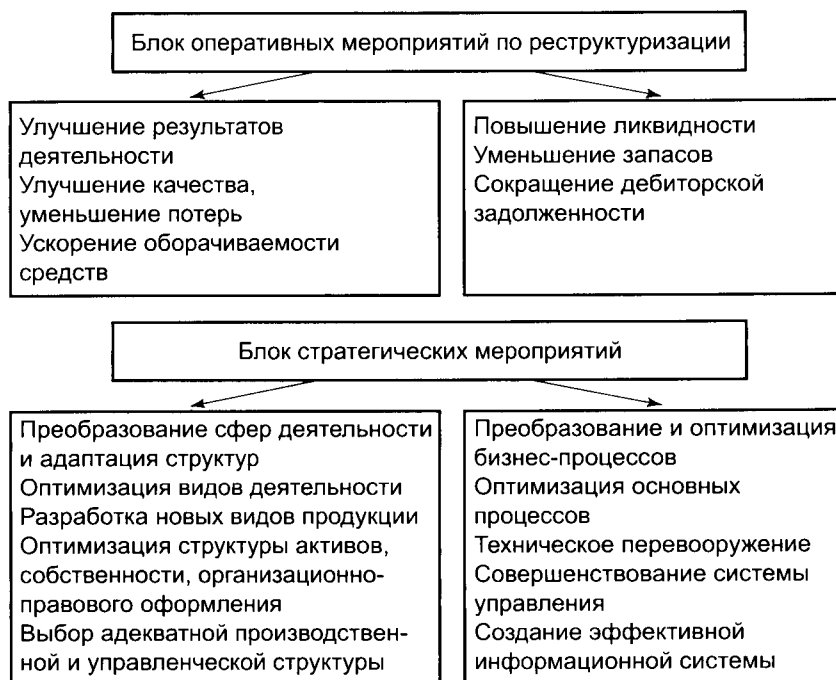 Блок оперативных мероприятий по реструктуризации
Улучшение результатов
деятельности
Улучшение качества,
уменьшение потерь
Ускорение оборачиваемости
средств
Повышение ликвидности
Уменьшение запасов
Сокращение дебиторской
задолженности
Блок стратегических мероприятий
Преобразование сфер деятельности
и адаптация структур
Оптимизация видов деятельности
Разработка новых видов продукции
Оптимизация структуры активов,
собственности, организационно-
правового оформления
Выбор адекватной производствен-
ной и управленческой структуры
Преобразование и оптимизация
бизнес-процессов
Оптимизация основных
процессов
Техническое перевооружение
Совершенствование системы
управления
Создание эффективной
информационной системы